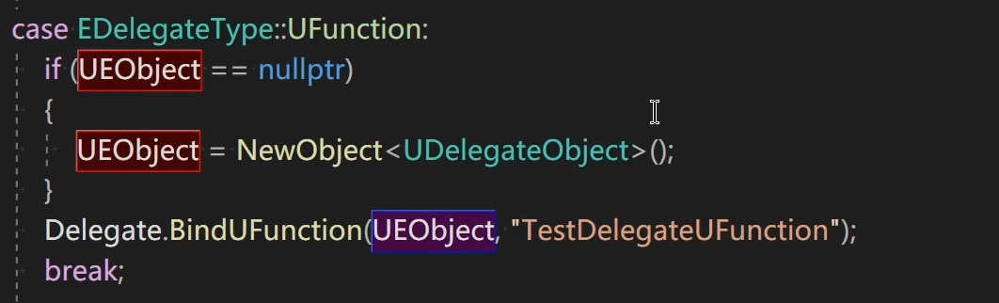 case EDelegateType::UFunction:
if (UEObject == nullptr)
{
UEObject = NewObject<UDelegateObject>();
}
Delegate.BindUFunction(UEObject, "TestDelegateUFunction");
break;